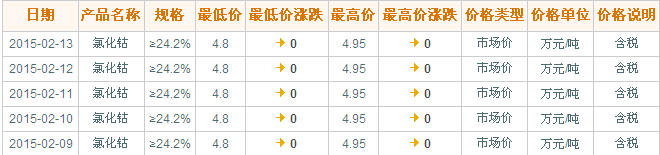 日期 产品名称 规格 最低价 最低价涨跌 最高价 最高价涨跌 价格类型 价格单位 价格说明
2015-02-13 氯化钴 ≥24.2% 4.8 → 0 4.95 → 0 市场价 万元/吨 含税
2015-02-12 氯化钴 ≥24.2% 4.8 → 0 4.95 → 0 市场价 万元/吨 含税
2015-02-11 氯化钴 ≥24.2% 4.8 → 0 4.95 → 0 市场价 万元/吨 含税
2015-02-10 氯化钴 ≥24.2% 4.8 → 0 4.95 → 0 市场价 万元/吨 含税
2015-02-09 氯化钴 ≥24.2% 4.8 → 0 4.95 → 0 市场价 万元/吨 含税